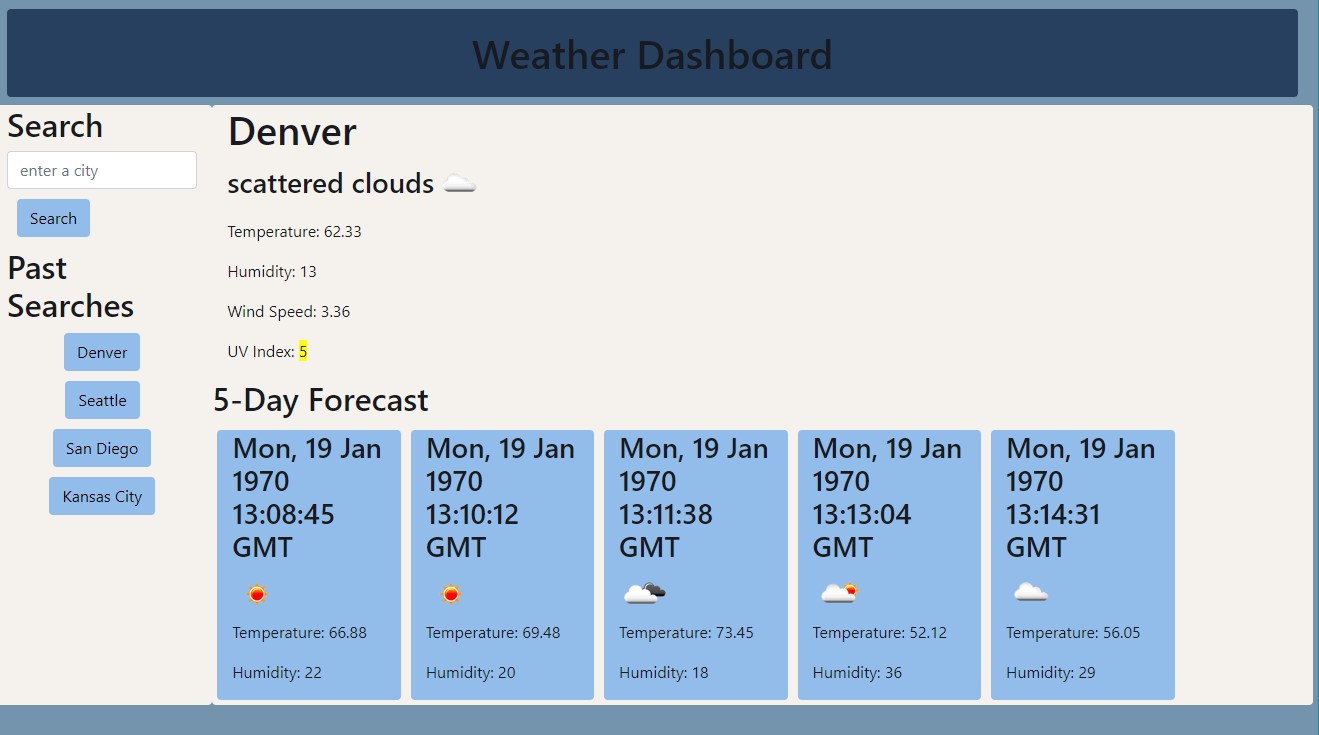 Weather Dashboard
Search
enter a city
Search
Past
Searches
Denver
Seattle
San Diego
Kansas City
Denver
scattered clouds
Temperature: 62.33
Humidity: 13
Wind Speed: 3.36
UV Index: 5
5-Day Forecast
Mon, 19 Jan
1970
13:08:45
GMT
Temperature: 66.88
Humidity: 22
Mon, 19 Jan
1970
13:10:12
GMT
Temperature: 69.48
Humidity: 20
Mon, 19 Jan
1970
13:11:38
GMT
Temperature: 73.45
Humidity: 18
Mon, 19 Jan
1970
13:13:04
GMT
Temperature: 52.12
Humidity: 36
Mon, 19 Jan
1970
13:14:31
GMT
Temperature: 56.05
Humidity: 29